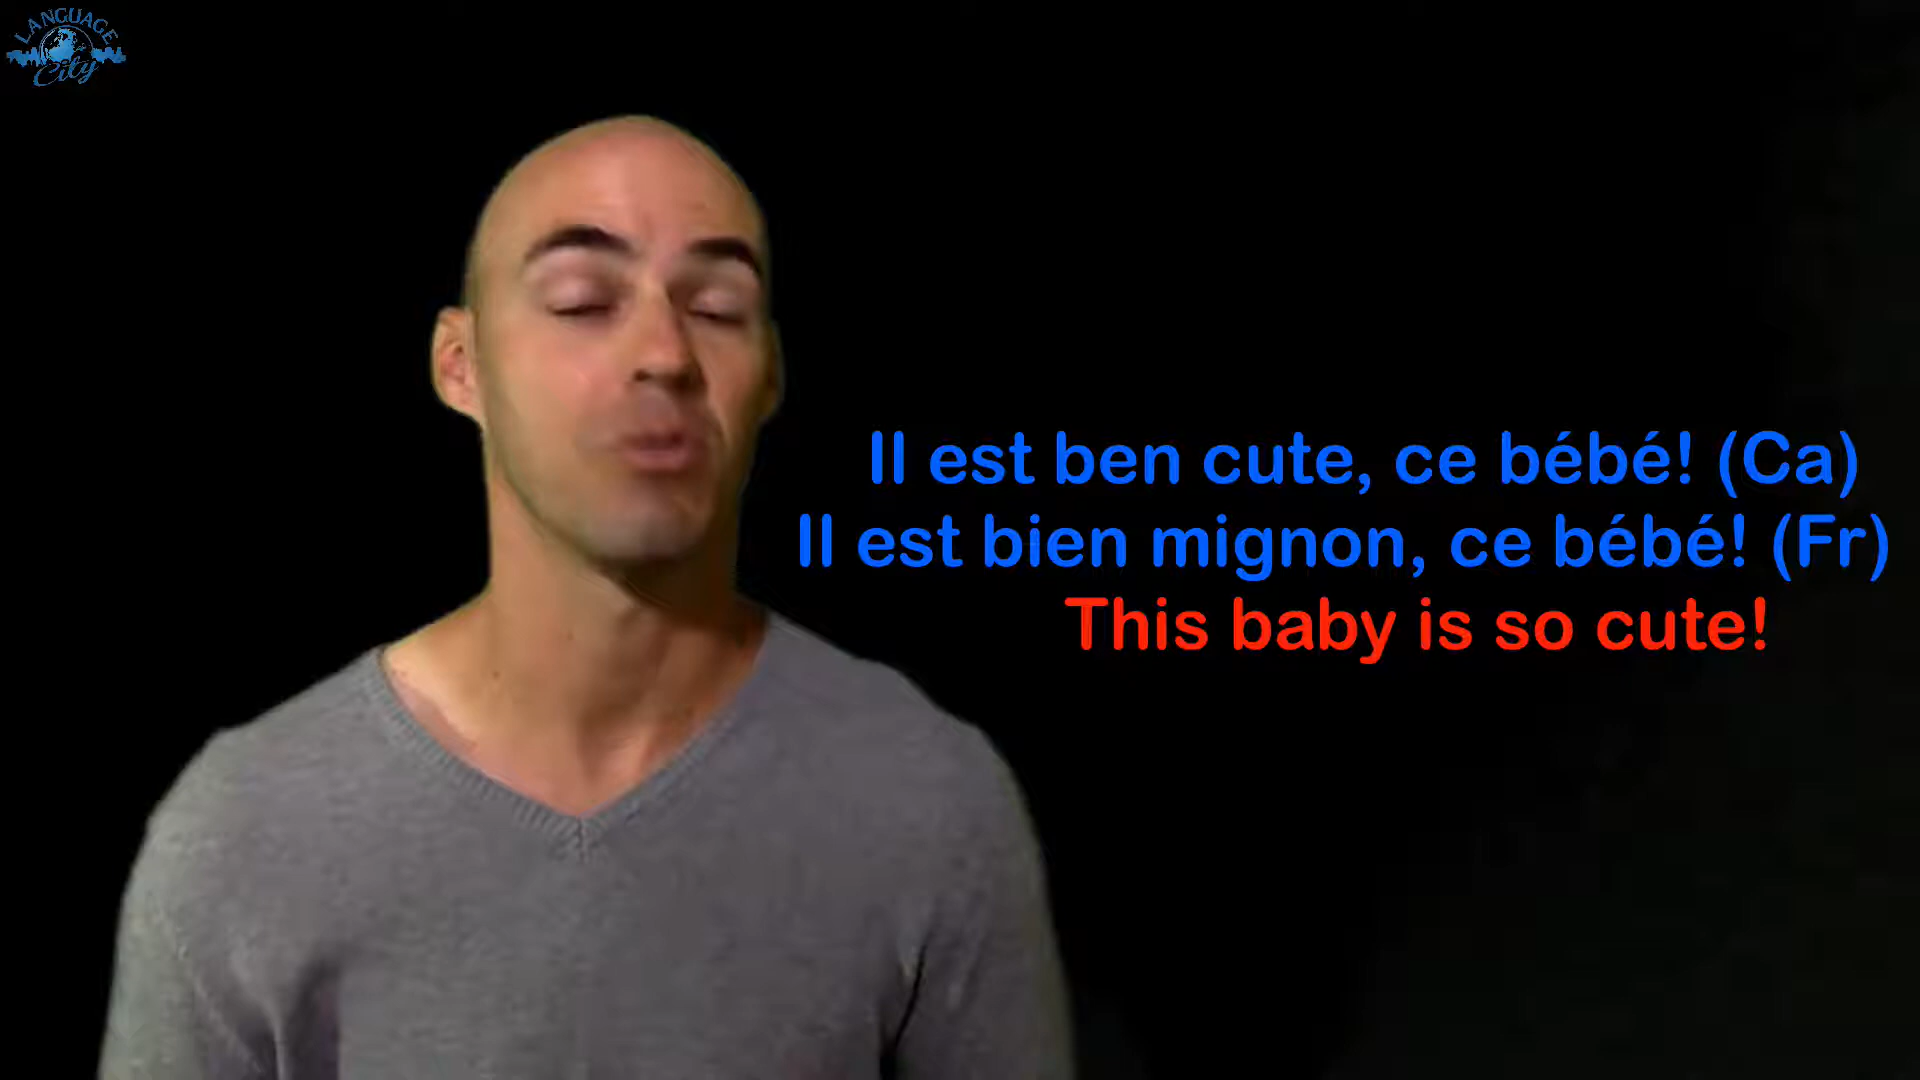 LANGUAGE
City
Il est ben cute, ce bébé! (Ca)
Il est bien mignon, ce bébé! (Fr)
This baby is so cute!